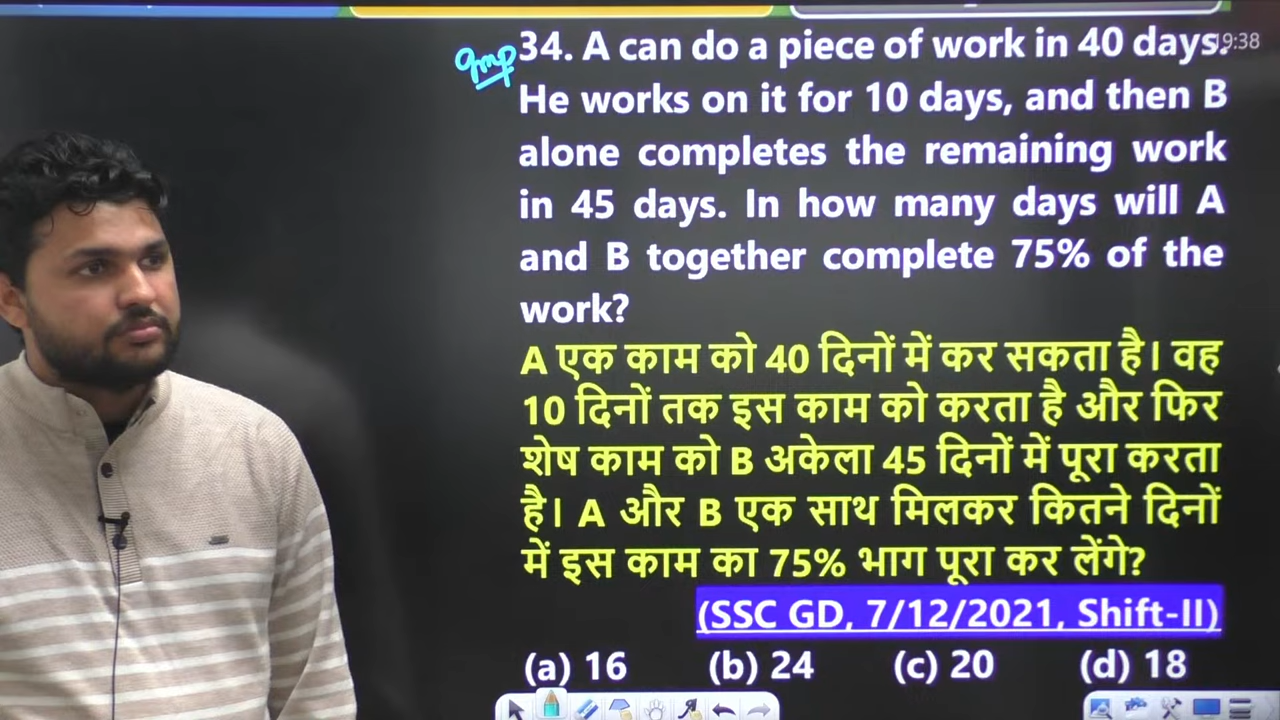 Imp 34. A can do a piece of work in 40 days. 19:38
He works on it for 10 days, and then B
alone completes the remaining work
in 45 days. In how many days will A
and B together complete 75% of the
work?
A एक काम को 40 दिनों में कर सकता है। वह
10 दिनों तक इस काम को करता है और फिर
शेष काम को B अकेला 45 दिनों में पूरा करता
है। A और B एक साथ मिलकर कितने दिनों
में इस काम का 75% भाग पूरा कर लेंगे?
(SSC GD, 7/12/2021, Shift-II)
(a) 16 (b) 24 (c) 20 (d) 18